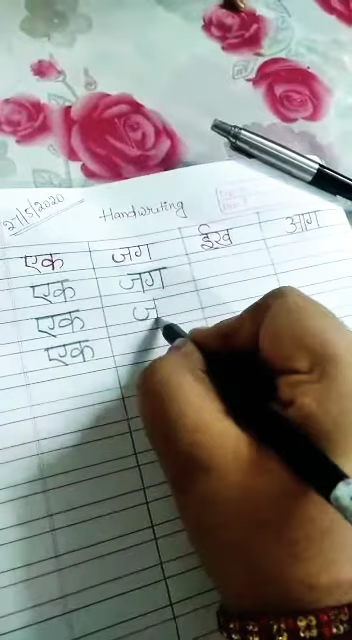 27/5/2020 Handwriting
एक जग ईख आग
एक जग
एक ज
एक